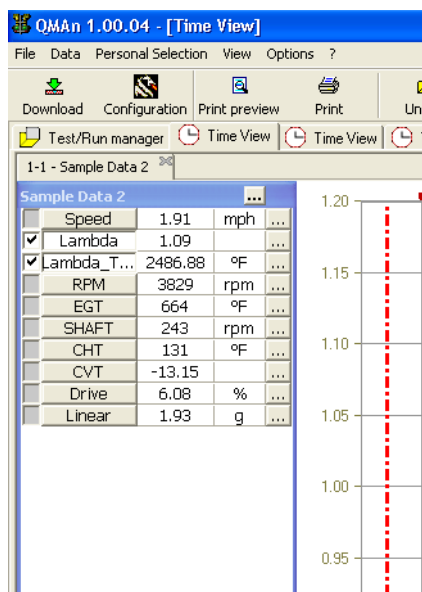 QMAn 1.00.04 - [Time View]
File Data Personal Selection View Options ?
Download Configuration Print preview Print Un
Test/Run manager Time View Time View
1-1 - Sample Data 2
Sample Data 2 ...
Speed 1.91 mph ...
Lambda 1.09 ...
Lambda_T... 2486.88 °F ...
RPM 3829 rpm ...
EGT 664 °F ...
SHAFT 243 rpm ...
CHT 131 °F ...
CVT -13.15 ...
Drive 6.08 % ...
Linear 1.93 g ...
1.20
1.15
1.10
1.05
1.00
0.95